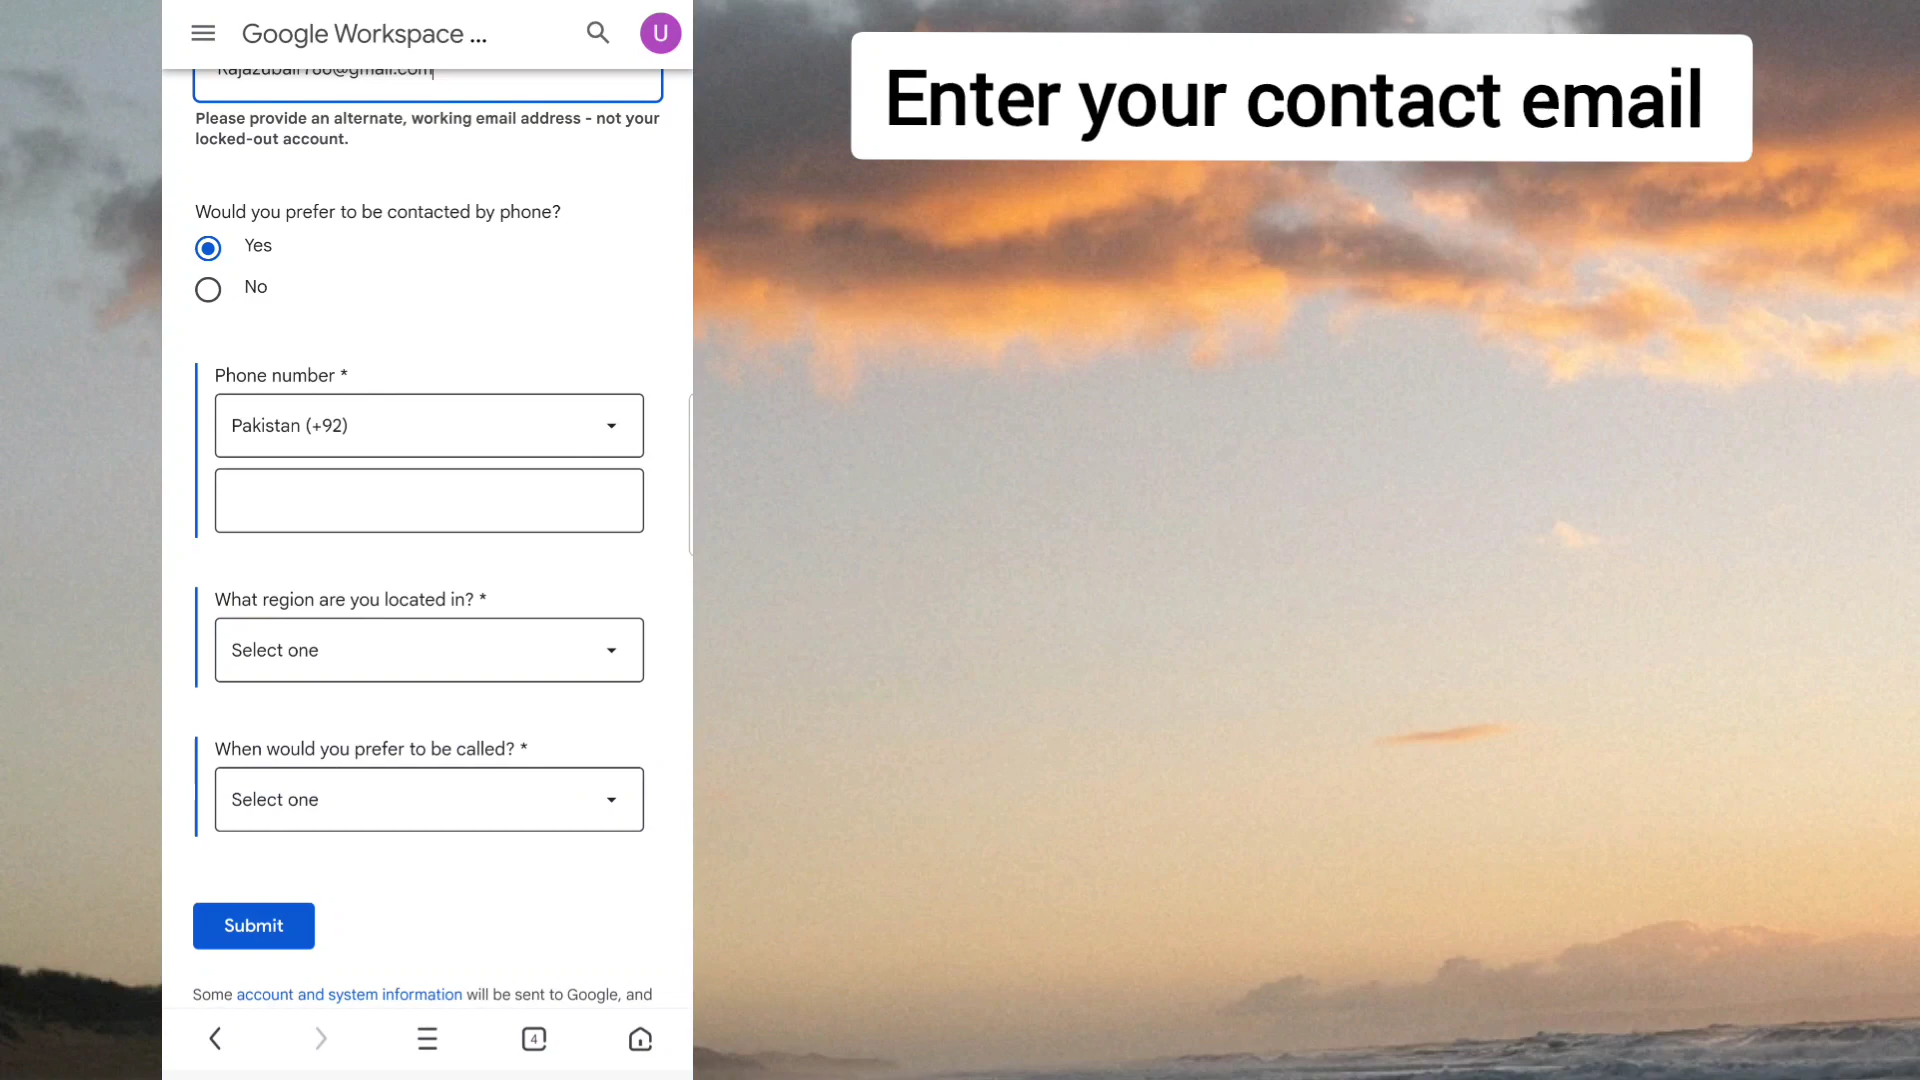 Google Workspace ...
U
Enter your contact email
Please provide an alternate, working email address - not your
locked-out account.
Would you prefer to be contacted by phone?
Yes
No
Phone number *
Pakistan (+92)
What region are you located in? *
Select one
When would you prefer to be called? *
Select one
Submit
Some account and system information will be sent to Google, and
4